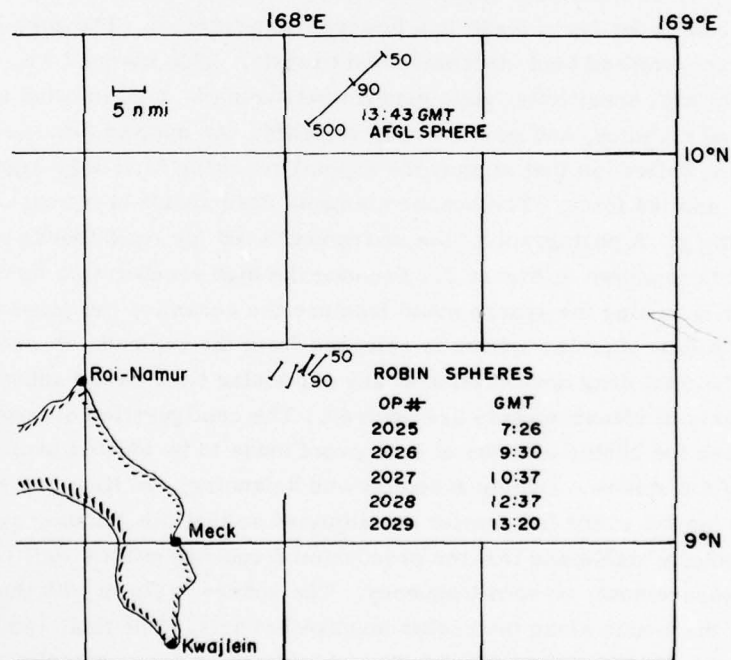 168°E 169°E
50
90
500
13:43 GMT
AFGL SPHERE
5 n mi
10°N
50
90
Roi-Namur
ROBIN SPHERES
OP# GMT
2025 7:26
2026 9:30
2027 10:37
2028 12:37
2029 13:20
Meck
9°N
Kwajlein